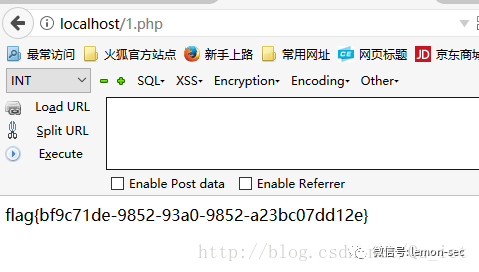 localhost/1.php
最常访问 火狐官方站点 新手上路 常用网址 CE 网页标题 JD 京东商城
INT SQL- XSS- Encryption- Encoding- Other-
Load URL
Split URL
Execute
Enable Post data Enable Referrer
flag{bf9c71de-9852-93a0-9852-a23bc07dd12e}
http://blog.csd
微信号:lemon-sec